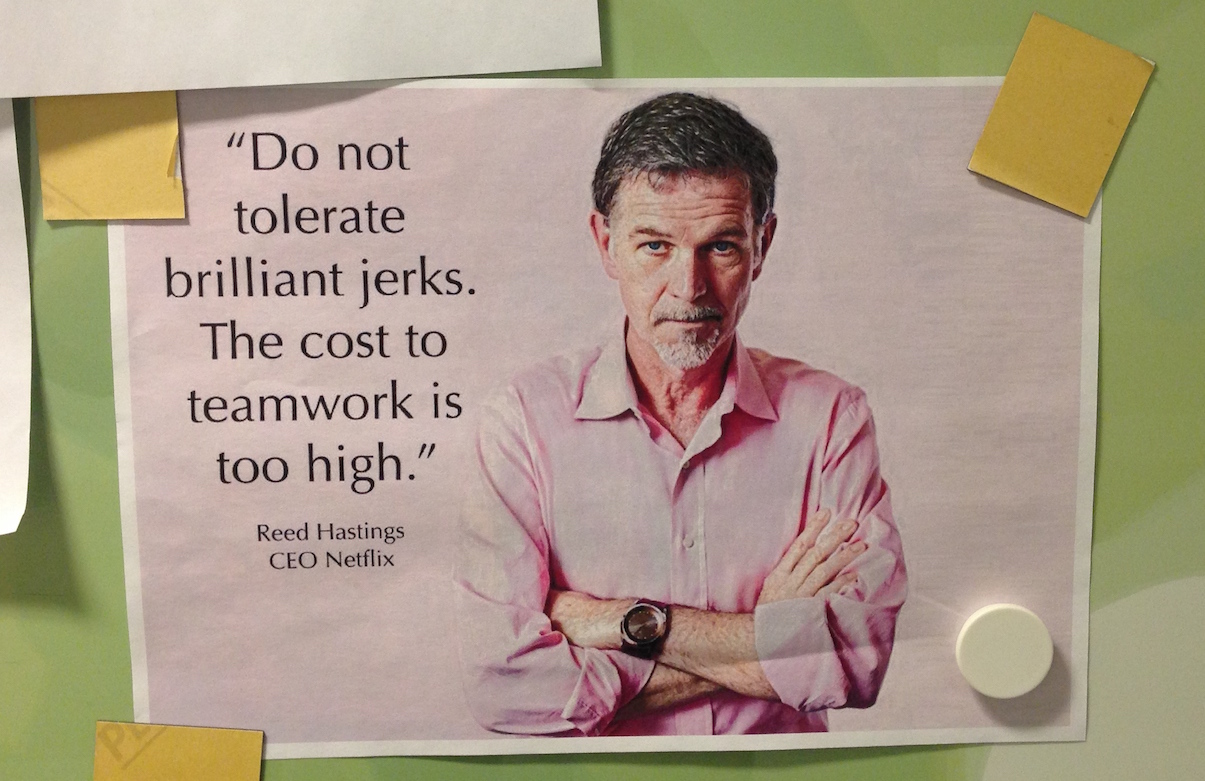 “Do not
tolerate
brilliant jerks.
The cost to
teamwork is
too high.”
Reed Hastings
CEO Netflix